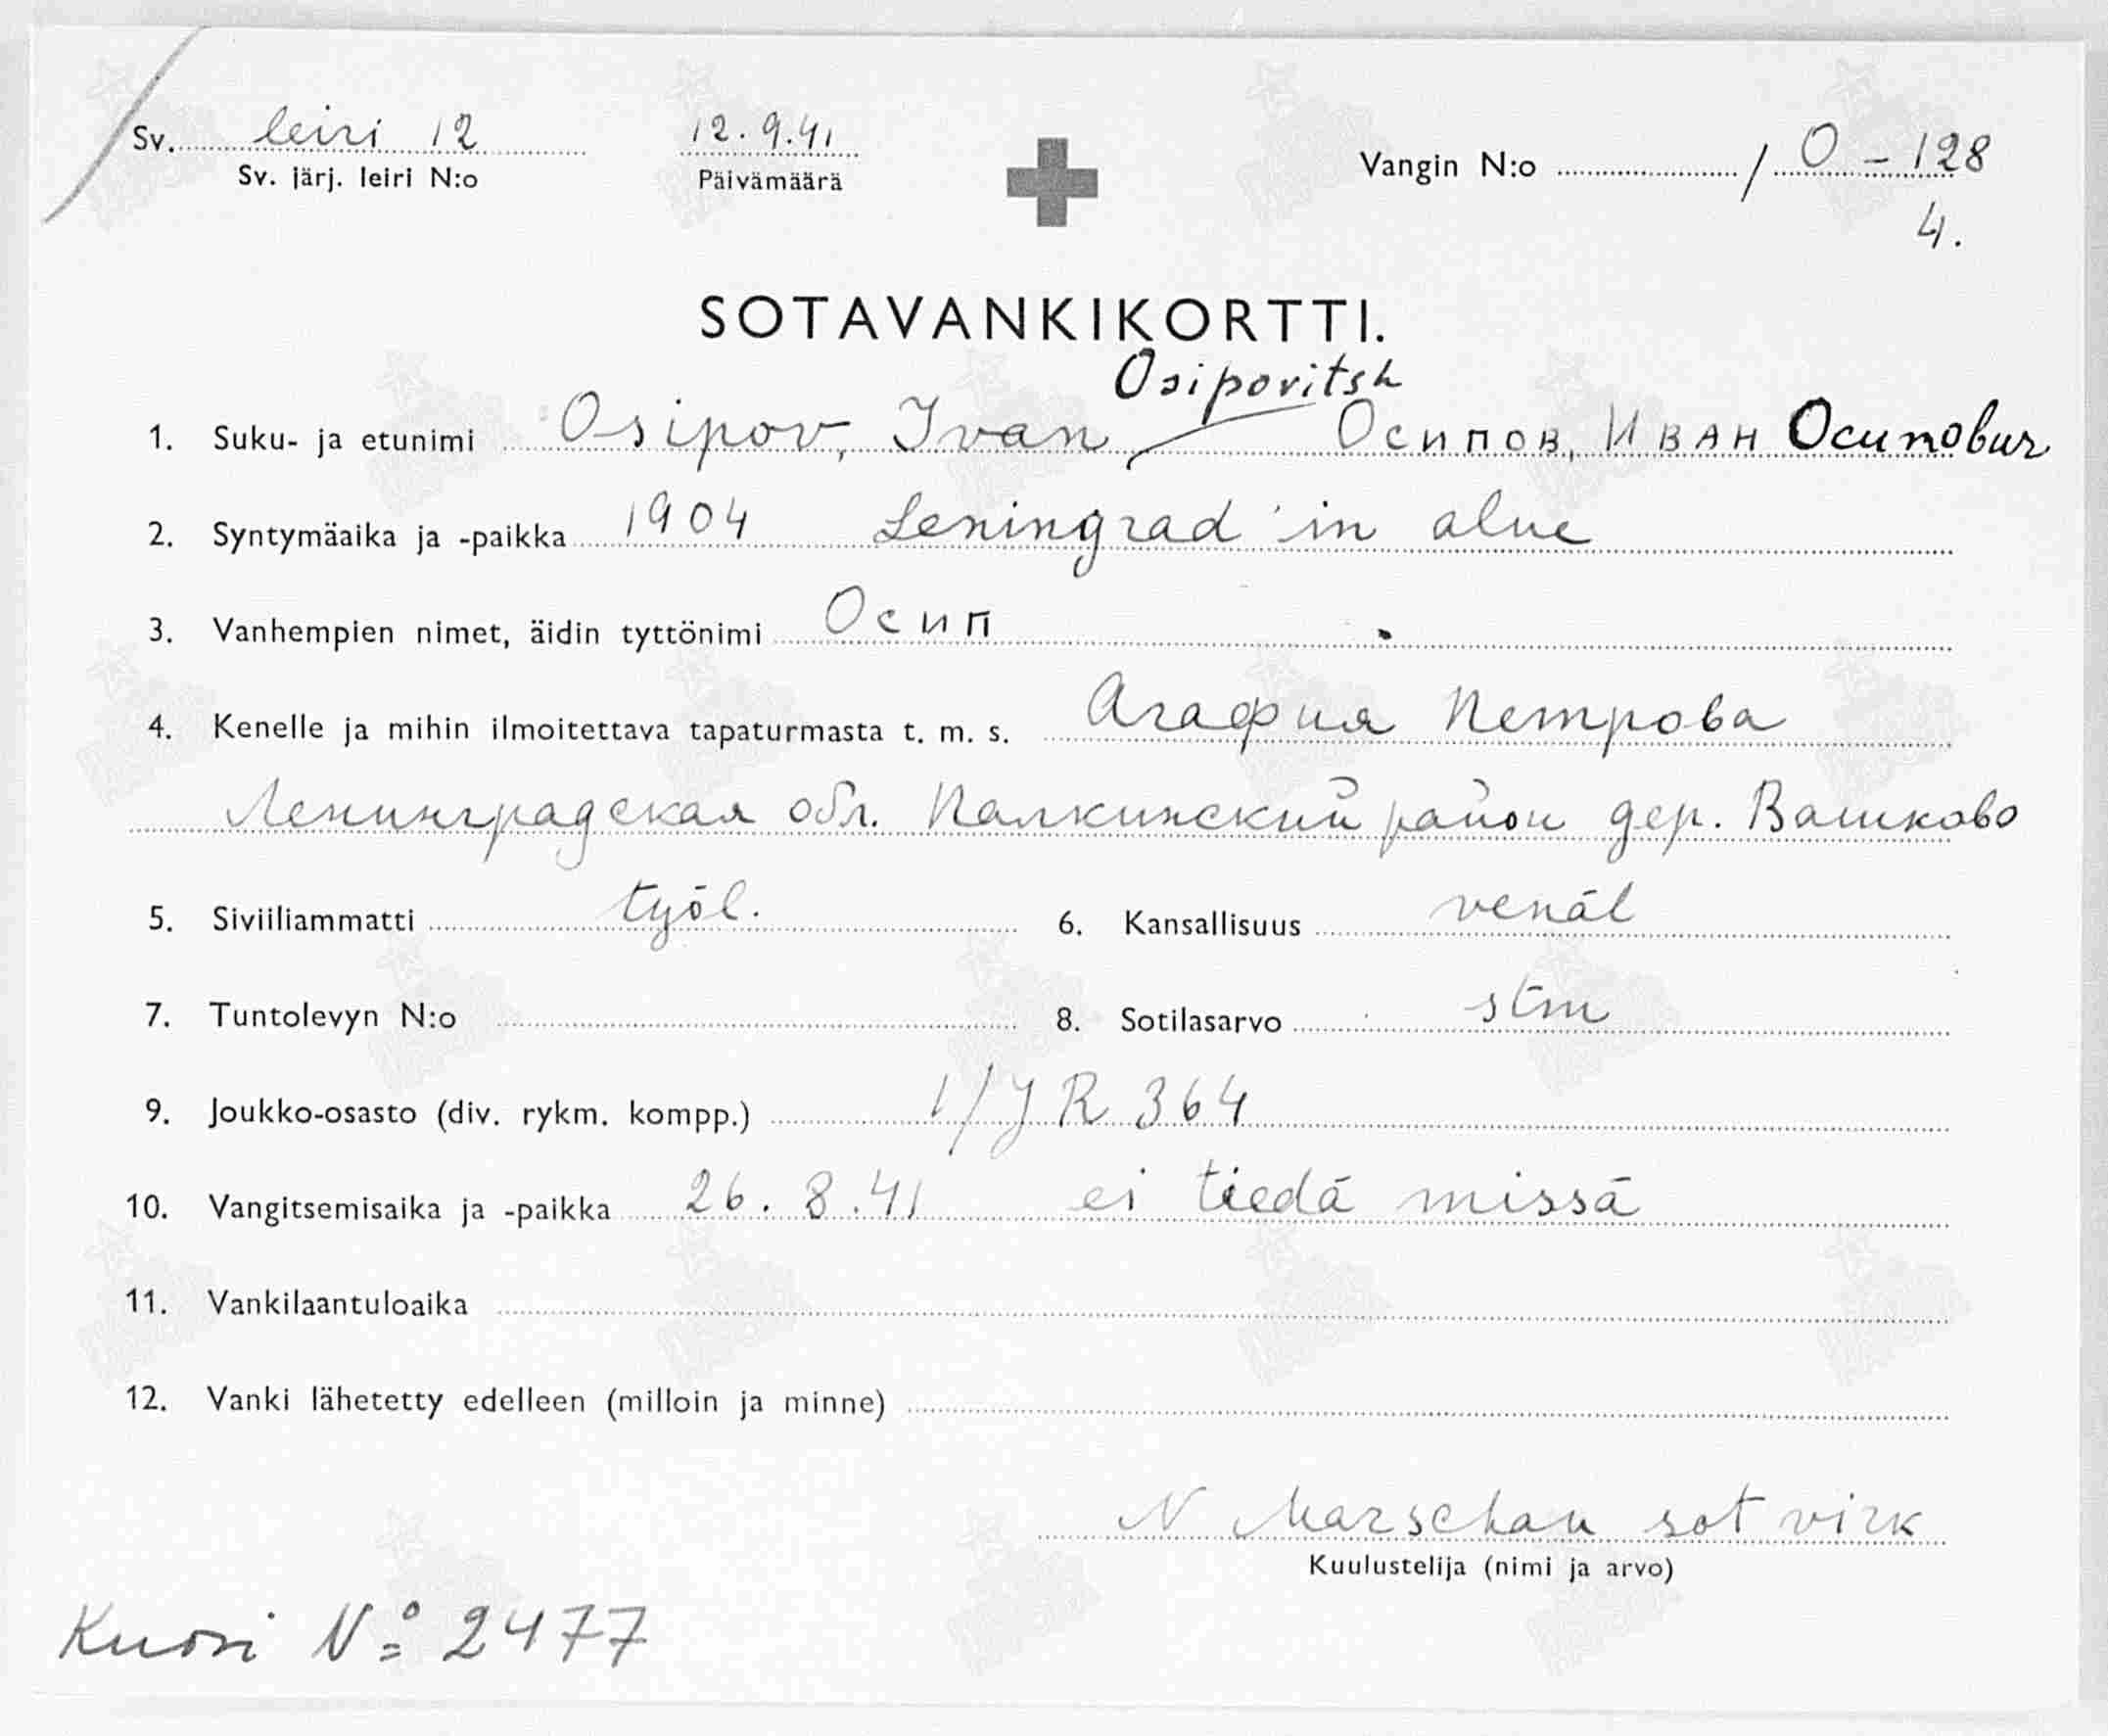 Sv. leiri 12 12.9.41 Vangin N:o / O - 128
Sv. järj. leiri N:o Päivämäärä 4.
SOTAVANKIKORTTI.
Osipovitsh
1. Suku- ja etunimi Osipov, Ivan Осипов, Иван Осипович
2. Syntymäaika ja -paikka 1904 Leningrad'in alue
3. Vanhempien nimet, äidin tyttönimi Осип
4. Kenelle ja mihin ilmoitettava tapaturmasta t. m. s. Агафия Петрова
Ленинградская обл. Палкинский район дер. Вашково
5. Siviiliammatti työl. 6. Kansallisuus venäl
7. Tuntolevyn N:o 8. Sotilasarvo stm
9. Joukko-osasto (div. rykm. kompp.) 1/JR 364
10. Vangitsemisaika ja -paikka 26.8.41 ei tiedä missä
11. Vankilaantuloaika
12. Vanki lähetetty edelleen (milloin ja minne)
N Marschan sot virk
Kuulustelija (nimi ja arvo)
Kuori Nº 2477